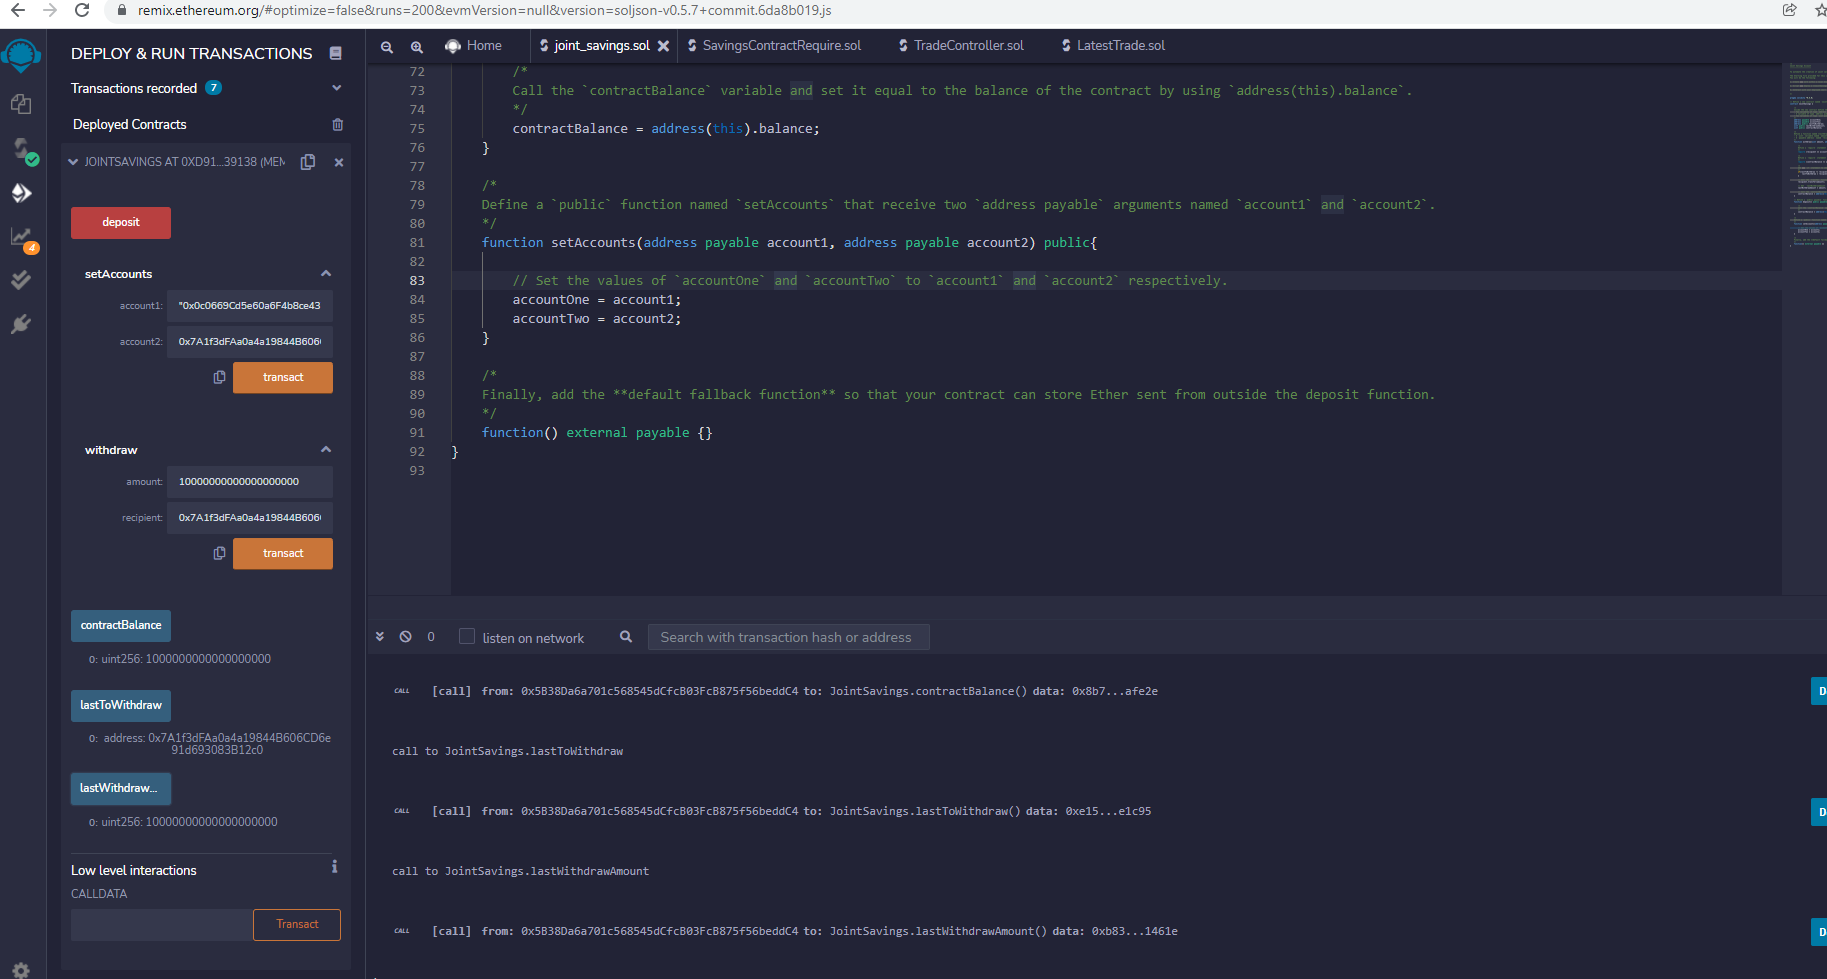 remix.ethereum.org/#optimize=false&runs=200&evmVersion=null&version=soljson-v0.5.7+commit.6da8b019.js
DEPLOY & RUN TRANSACTIONS
Transactions recorded 7
Deployed Contracts
JOINTSAVINGS AT 0XD91...39138 (MEM
deposit
setAccounts
account1: "0x0c0669Cd5e60a6F4b8ce43
account2: 0x7A1f3dFAa0a4a19844B606
transact
withdraw
amount: 10000000000000000000
recipient: 0x7A1f3dFAa0a4a19844B606
transact
contractBalance
0: uint256: 1000000000000000000
lastToWithdraw
0: address: 0x7A1f3dFAa0a4a19844B606CD6e
91d693083B12c0
lastWithdraw...
0: uint256: 10000000000000000000
Low level interactions
CALLDATA
Transact
4
Home joint_savings.sol SavingsContractRequire.sol TradeController.sol LatestTrade.sol
72 /*
73 Call the `contractBalance` variable and set it equal to the balance of the contract by using `address(this).balance`.
74 */
75 contractBalance = address(this).balance;
76 }
77
78 /*
79 Define a `public` function named `setAccounts` that receive two `address payable` arguments named `account1` and `account2`.
80 */
81 function setAccounts(address payable account1, address payable account2) public{
82
83 // Set the values of `accountOne` and `accountTwo` to `account1` and `account2` respectively.
84 accountOne = account1;
85 accountTwo = account2;
86 }
87
88 /*
89 Finally, add the **default fallback function** so that your contract can store Ether sent from outside the deposit function.
90 */
91 function() external payable {}
92 }
93
0 listen on network Search with transaction hash or address
CALL [call] from: 0x5B38Da6a701c568545dCfcB03FcB875f56beddC4 to: JointSavings.contractBalance() data: 0x8b7...afe2e D
call to JointSavings.lastToWithdraw
CALL [call] from: 0x5B38Da6a701c568545dCfcB03FcB875f56beddC4 to: JointSavings.lastToWithdraw() data: 0xe15...e1c95 D
call to JointSavings.lastWithdrawAmount
CALL [call] from: 0x5B38Da6a701c568545dCfcB03FcB875f56beddC4 to: JointSavings.lastWithdrawAmount() data: 0xb83...1461e D